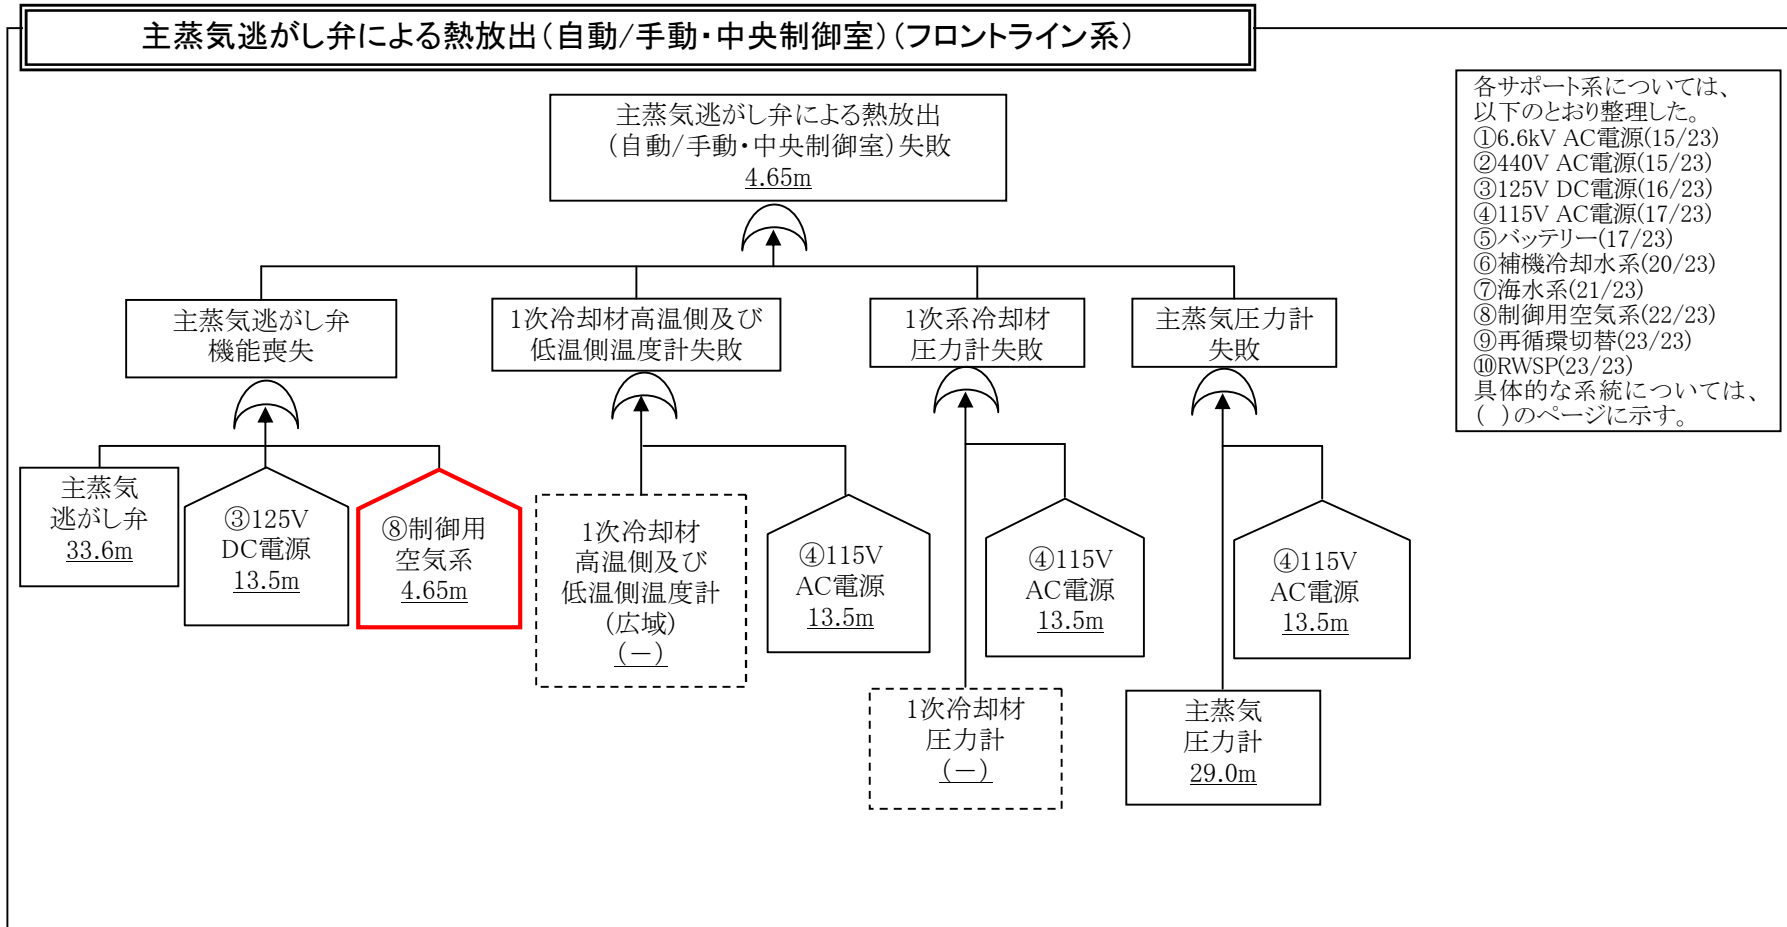 主蒸気逃がし弁による熱放出(自動/手動・中央制御室)(フロントライン系)
各サポート系については、
以下のとおり整理した。
①6.6kV AC電源(15/23)
②440V AC電源(15/23)
③125V DC電源(16/23)
④115V AC電源(17/23)
⑤バッテリー(17/23)
⑥補機冷却水系(20/23)
⑦海水系(21/23)
⑧制御用空気系(22/23)
⑨再循環切替(23/23)
⑩RWSP(23/23)
具体的な系統については、
( )のページに示す。
主蒸気逃がし弁による熱放出
(自動/手動・中央制御室)失敗
4.65m
主蒸気逃がし弁
機能喪失
1次冷却材高温側及び
低温側温度計失敗
1次系冷却材
圧力計失敗
主蒸気圧力計
失敗
主蒸気
逃がし弁
33.6m
③125V
DC電源
13.5m
⑧制御用
空気系
4.65m
1次冷却材
高温側及び
低温側温度計
(広域)
(-)
④115V
AC電源
13.5m
1次冷却材
圧力計
(-)
④115V
AC電源
13.5m
主蒸気
圧力計
29.0m
④115V
AC電源
13.5m